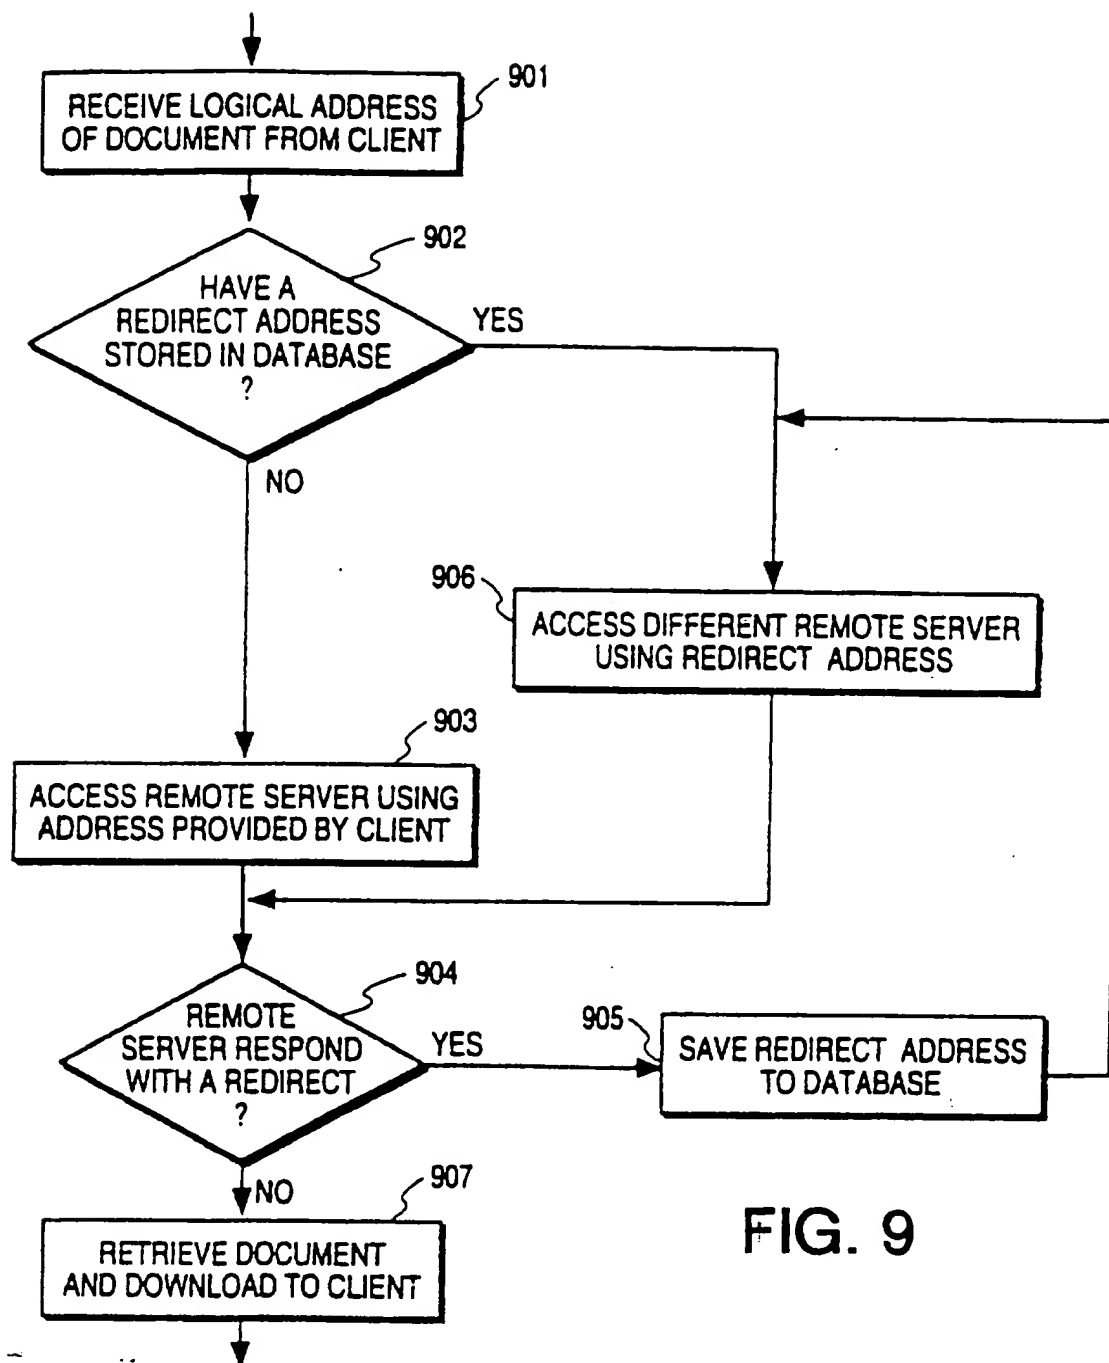 901
RECEIVE LOGICAL ADDRESS
OF DOCUMENT FROM CLIENT
902
HAVE A
REDIRECT ADDRESS
STORED IN DATABASE
?
YES
NO
906
ACCESS DIFFERENT REMOTE SERVER
USING REDIRECT ADDRESS
903
ACCESS REMOTE SERVER USING
ADDRESS PROVIDED BY CLIENT
904
REMOTE
SERVER RESPOND
WITH A REDIRECT
?
YES
905
SAVE REDIRECT ADDRESS
TO DATABASE
NO
907
RETRIEVE DOCUMENT
AND DOWNLOAD TO CLIENT
FIG. 9